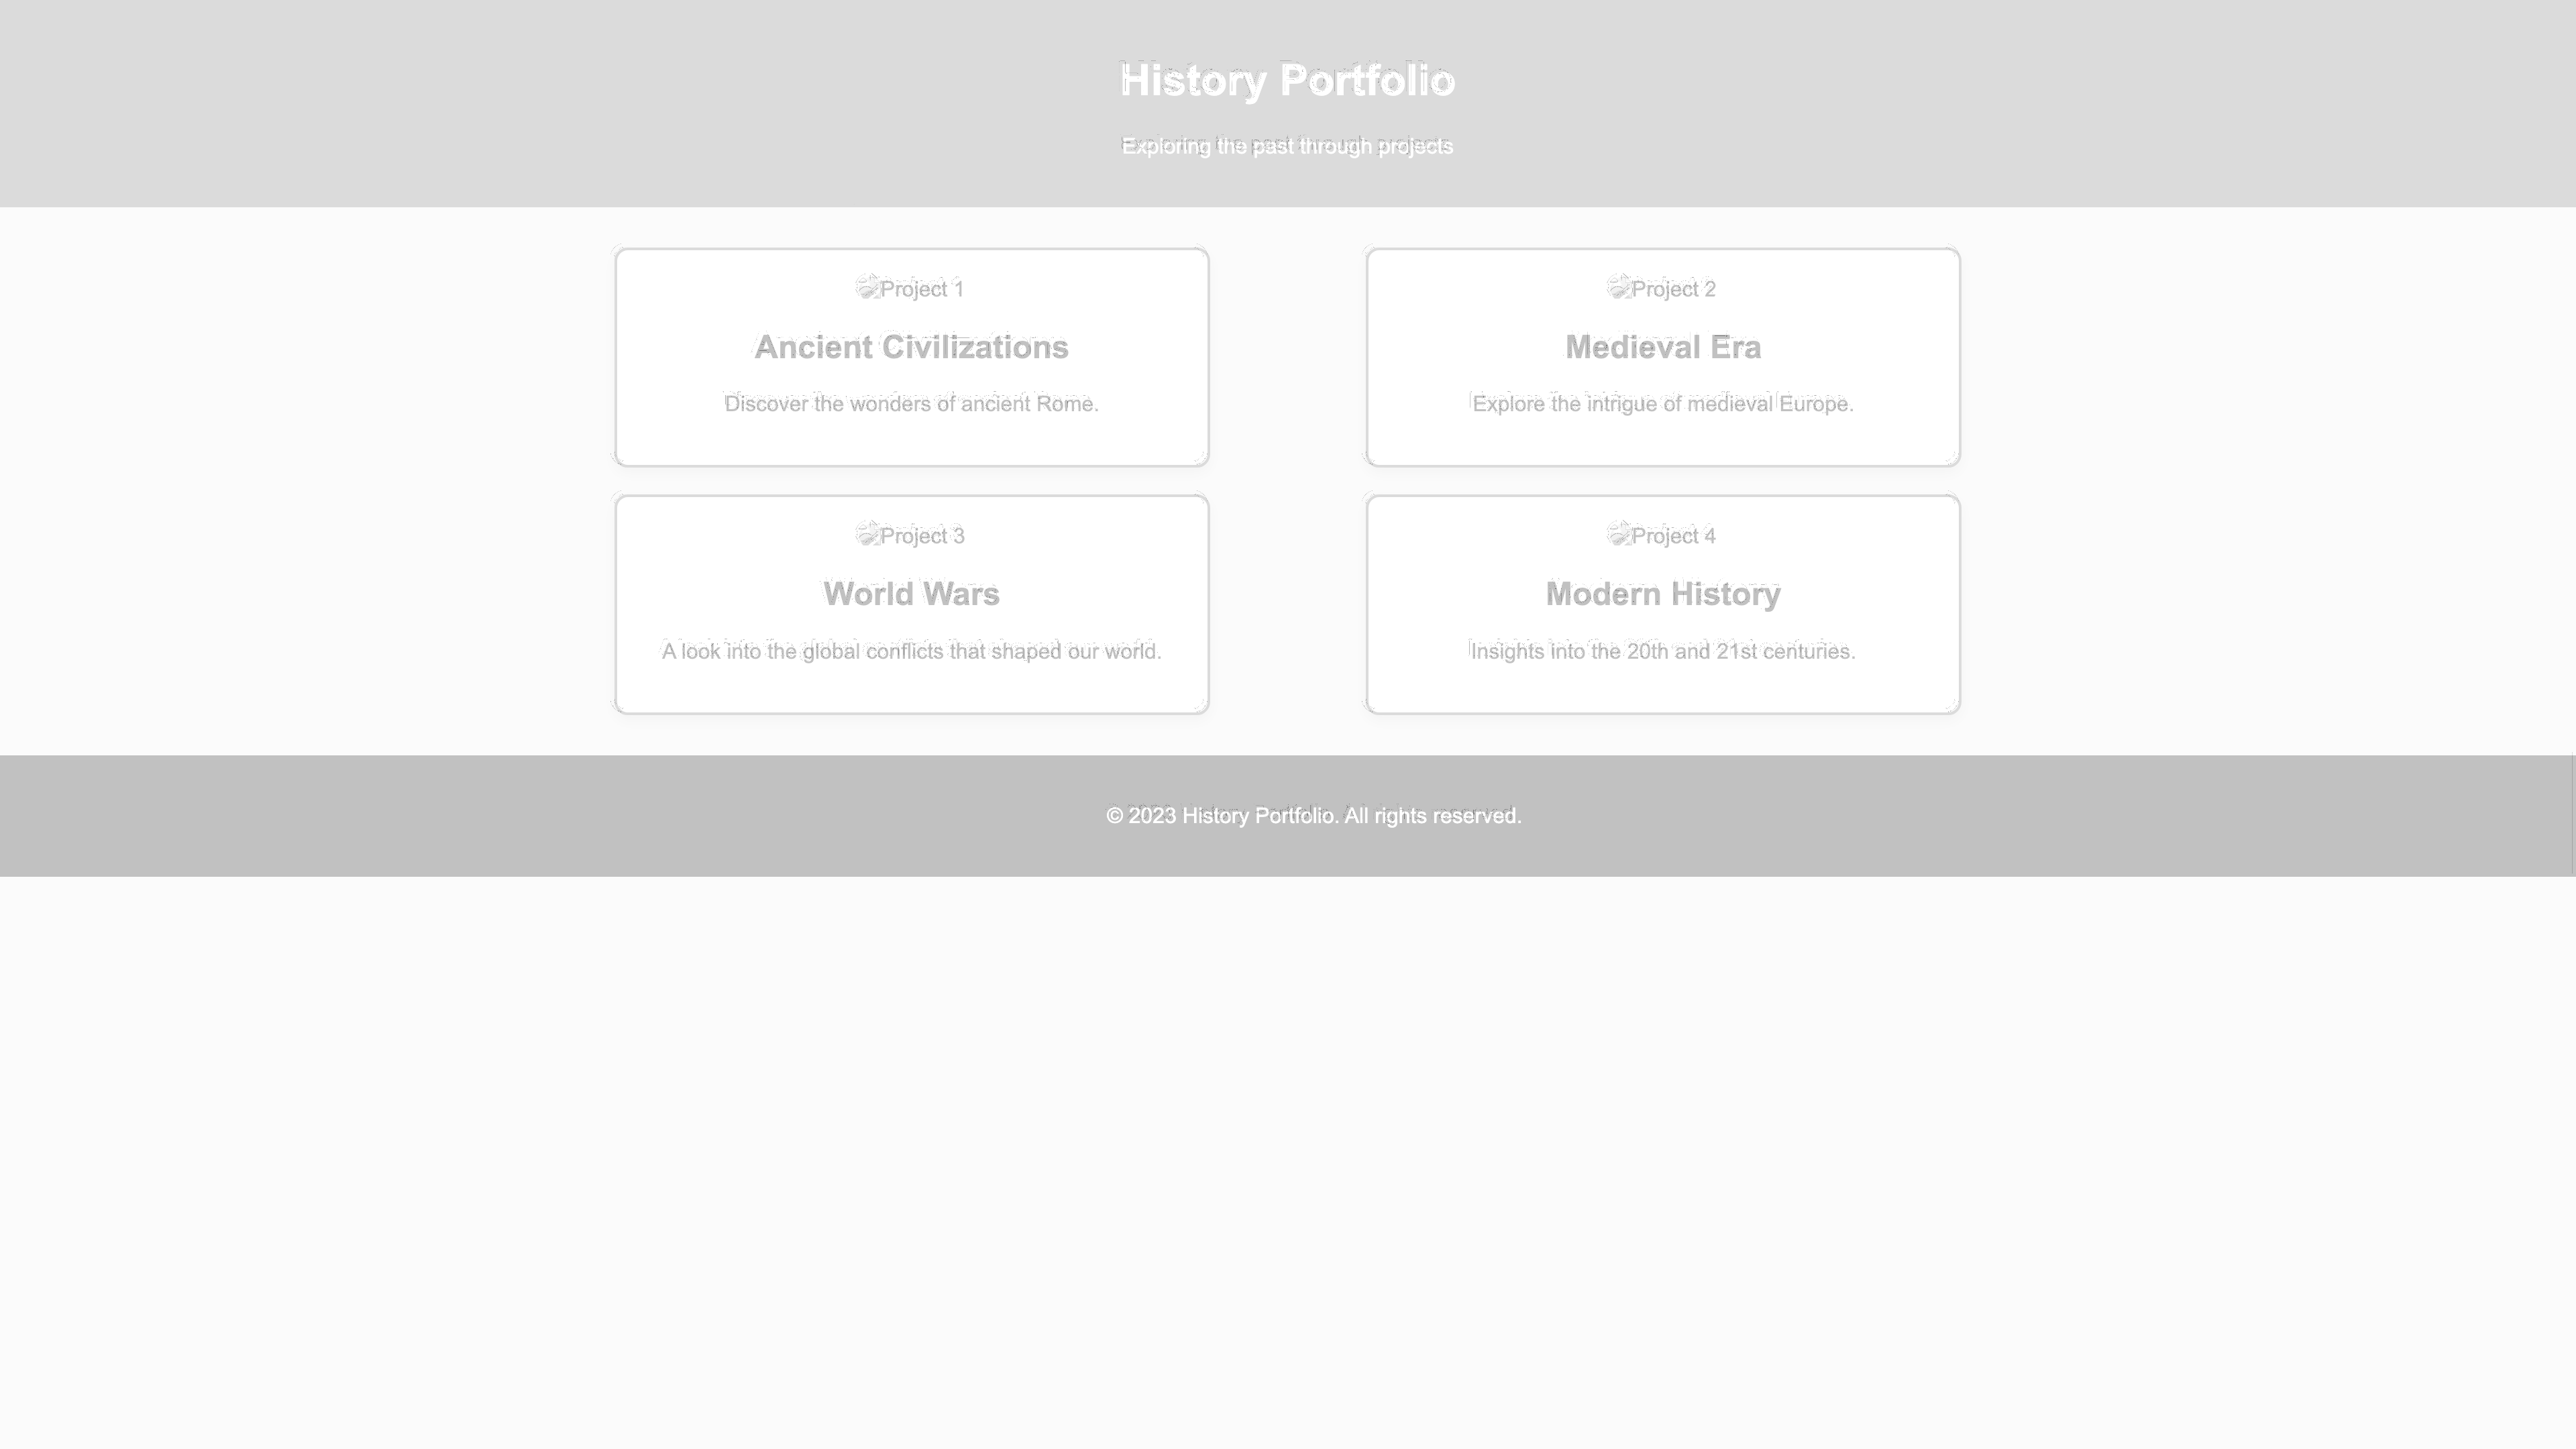 History Portfolio
Exploring the past through projects
Project 1
Ancient Civilizations
Discover the wonders of ancient Rome.
Project 2
Medieval Era
Explore the intrigue of medieval Europe.
Project 3
World Wars
A look into the global conflicts that shaped our world.
Project 4
Modern History
Insights into the 20th and 21st centuries.
© 2023 History Portfolio. All rights reserved.